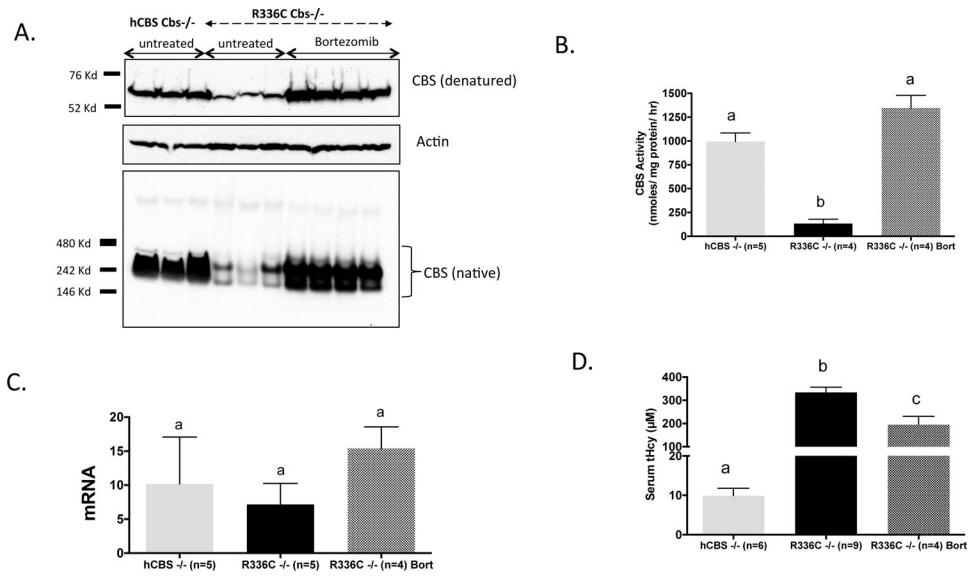 A.
hCBS Cbs-/-
R336C Cbs-/-
untreated
untreated
Bortezomib
76 Kd
52 Kd
CBS (denatured)
Actin
480 Kd
242 Kd
146 Kd
CBS (native)
B.
CBS Activity
(nmoles/ mg protein/ hr)
1500
1250
1000
750
500
250
0
a
b
a
hCBS -/- (n=5)
R336C -/- (n=4)
R336C -/- (n=4) Bort
C.
mRNA
20
15
10
5
0
a
a
a
hCBS -/- (n=5)
R336C -/- (n=5)
R336C -/- (n=4) Bort
D.
Serum tHcy (µM)
400
300
200
100
20
10
0
a
b
c
hCBS -/- (n=6)
R336C -/- (n=9)
R336C -/- (n=4) Bort